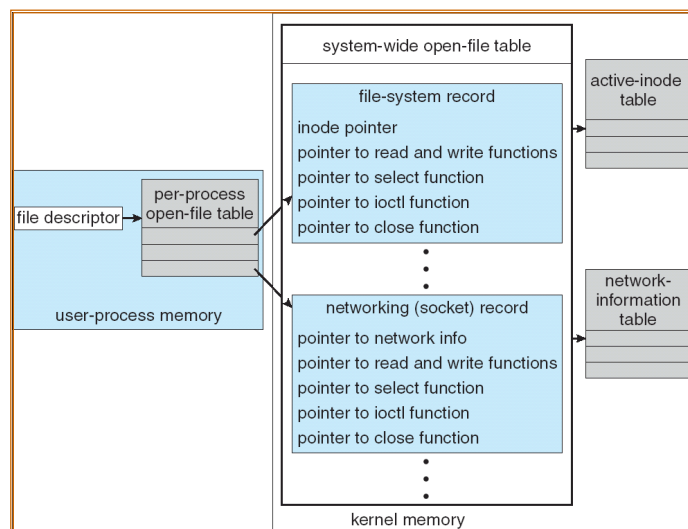 system-wide open-file table
file-system record
inode pointer
pointer to read and write functions
pointer to select function
pointer to ioctl function
pointer to close function
active-inode
table
per-process
open-file table
file descriptor
user-process memory
networking (socket) record
pointer to network info
pointer to read and write functions
pointer to select function
pointer to ioctl function
pointer to close function
network-
information
table
kernel memory